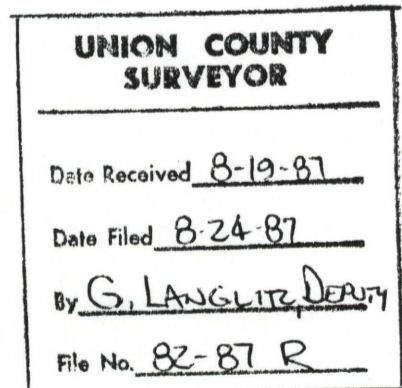 UNION COUNTY
SURVEYOR
Date Received 8-19-87
Date Filed 8-24-87
By G. LANGLITZ, DEPUTY
File No. 82-87 R